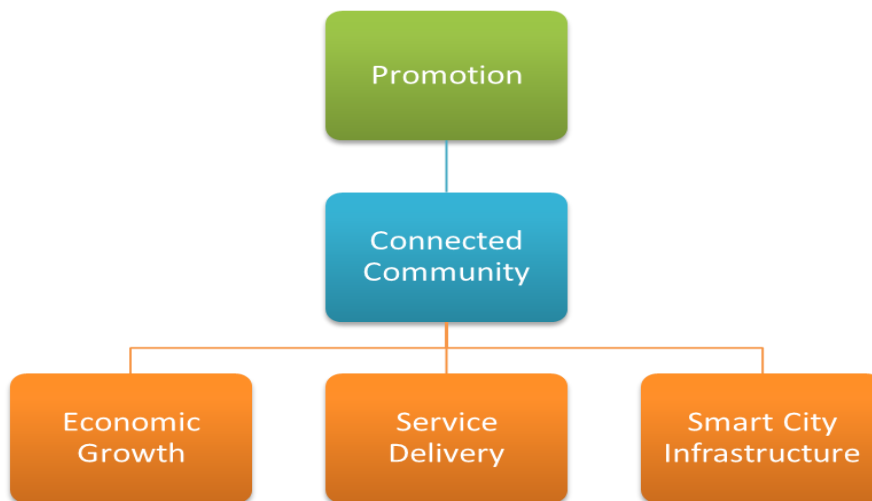 Promotion
Connected
Community
Economic
Growth
Service
Delivery
Smart City
Infrastructure